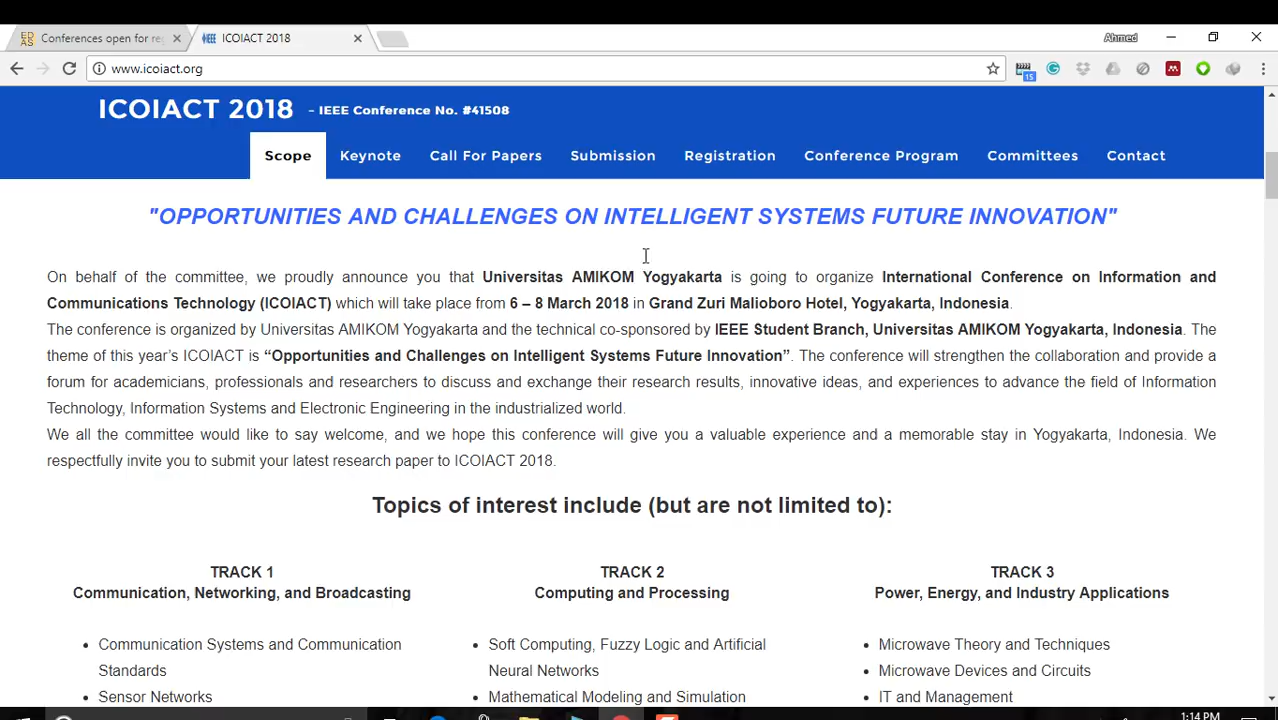 Conferences open for re
ICOIACT 2018
Ahmed
www.icoiact.org
15
ICOIACT 2018 - IEEE Conference No. #41508
Scope Keynote Call For Papers Submission Registration Conference Program Committees Contact
"OPPORTUNITIES AND CHALLENGES ON INTELLIGENT SYSTEMS FUTURE INNOVATION"
On behalf of the committee, we proudly announce you that Universitas AMIKOM Yogyakarta is going to organize International Conference on Information and
Communications Technology (ICOIACT) which will take place from 6 – 8 March 2018 in Grand Zuri Malioboro Hotel, Yogyakarta, Indonesia.
The conference is organized by Universitas AMIKOM Yogyakarta and the technical co-sponsored by IEEE Student Branch, Universitas AMIKOM Yogyakarta, Indonesia. The
theme of this year's ICOIACT is “Opportunities and Challenges on Intelligent Systems Future Innovation”. The conference will strengthen the collaboration and provide a
forum for academicians, professionals and researchers to discuss and exchange their research results, innovative ideas, and experiences to advance the field of Information
Technology, Information Systems and Electronic Engineering in the industrialized world.
We all the committee would like to say welcome, and we hope this conference will give you a valuable experience and a memorable stay in Yogyakarta, Indonesia. We
respectfully invite you to submit your latest research paper to ICOIACT 2018.
Topics of interest include (but are not limited to):
TRACK 1
Communication, Networking, and Broadcasting
Communication Systems and Communication
Standards
Sensor Networks
TRACK 2
Computing and Processing
Soft Computing, Fuzzy Logic and Artificial
Neural Networks
Mathematical Modeling and Simulation
TRACK 3
Power, Energy, and Industry Applications
Microwave Theory and Techniques
Microwave Devices and Circuits
IT and Management
1:14 PM